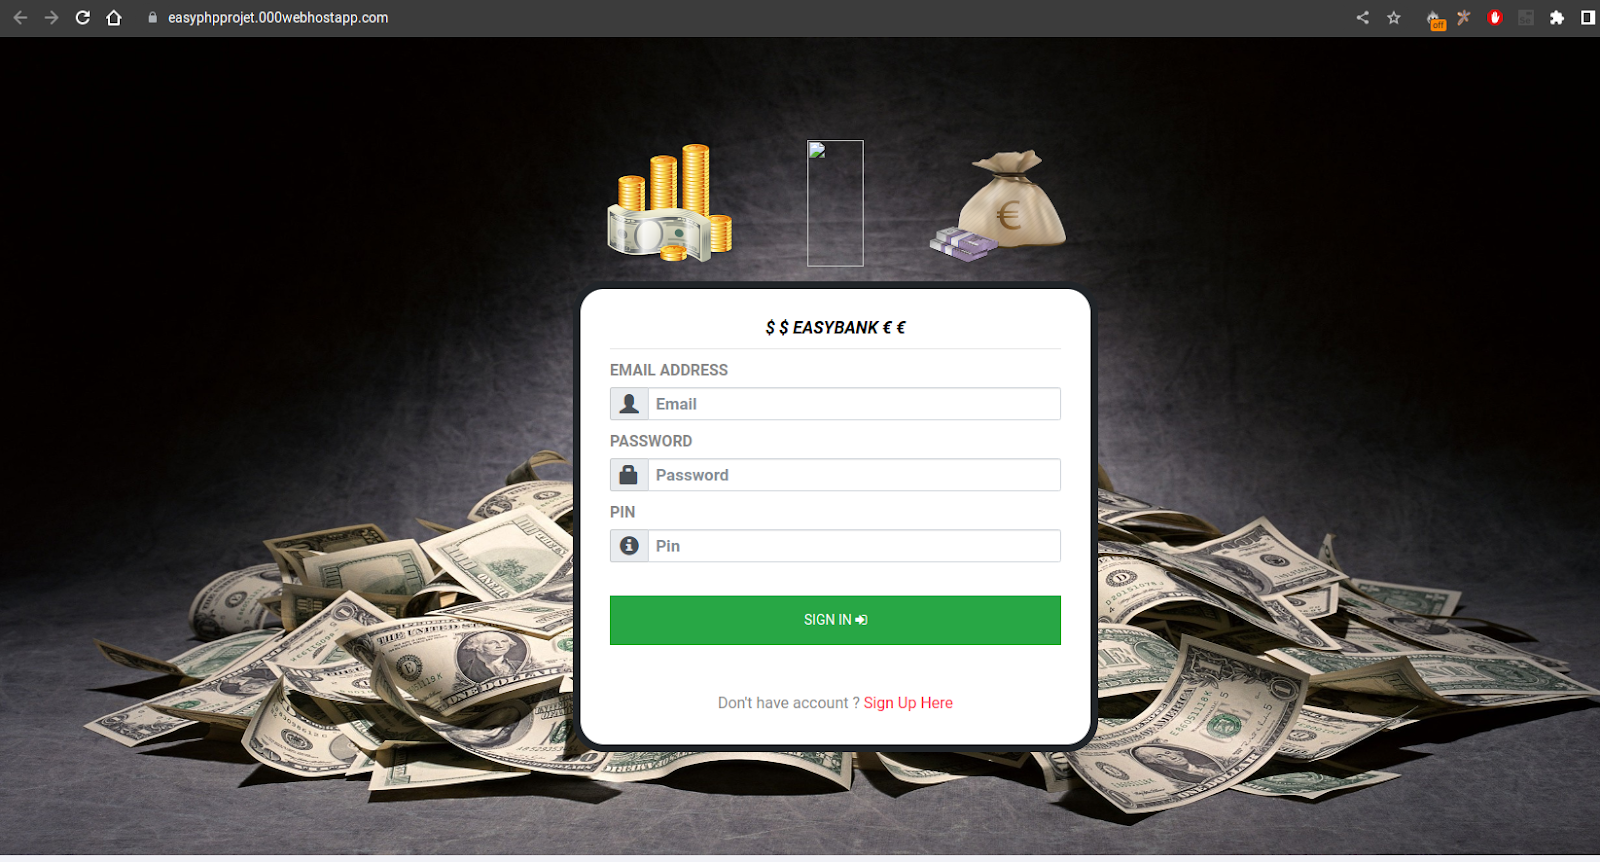 easyphpprojet.000webhostapp.com
off
$ $ EASYBANK € €
EMAIL ADDRESS
Email
PASSWORD
Password
PIN
Pin
SIGN IN
Don't have account ? Sign Up Here